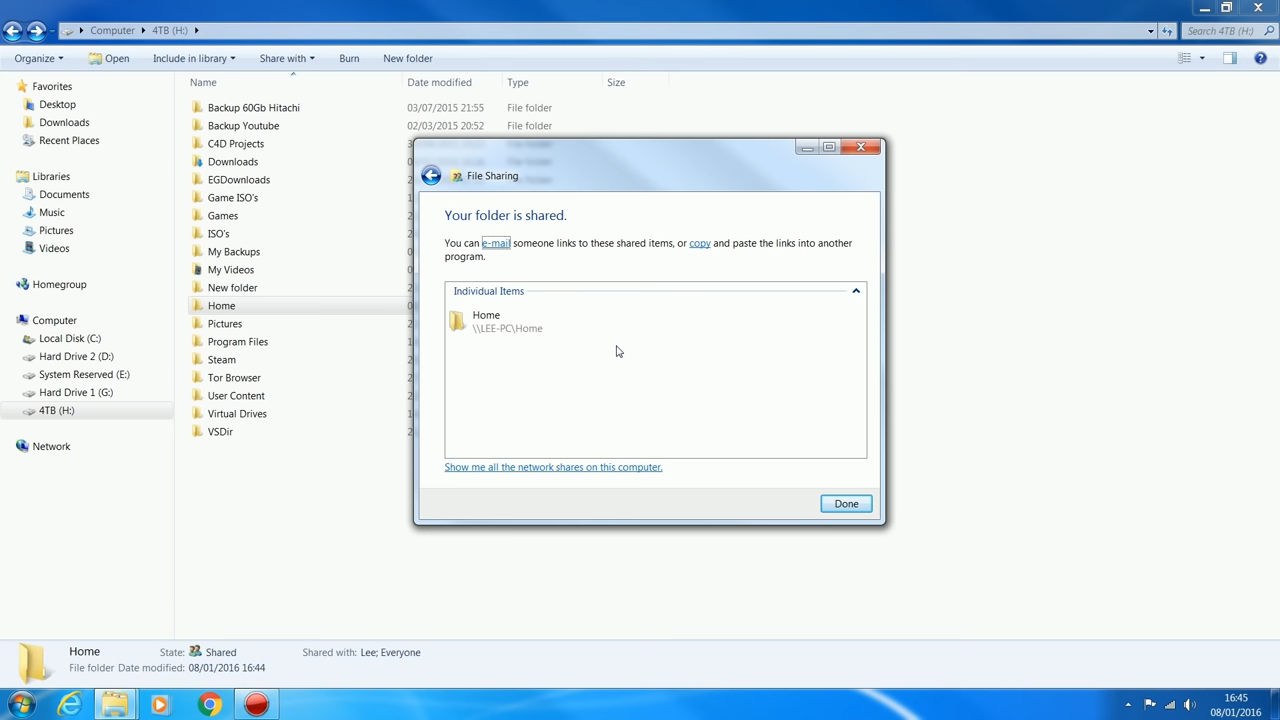 Computer 4TB (H:) Search 4TB (H:)
Organize Open Include in library Share with Burn New folder
Favorites
Desktop
Downloads
Recent Places
Libraries
Documents
Music
Pictures
Videos
Homegroup
Computer
Local Disk (C:)
Hard Drive 2 (D:)
System Reserved (E:)
Hard Drive 1 (G:)
4TB (H:)
Network
Name Date modified Type Size
Backup 60Gb Hitachi 03/07/2015 21:55 File folder
Backup Youtube 02/03/2015 20:52 File folder
C4D Projects
Downloads
EGDownloads
Game ISO's
Games
ISO's
My Backups
My Videos
New folder
Home
Pictures
Program Files
Steam
Tor Browser
User Content
Virtual Drives
VSDir
File Sharing
Your folder is shared.
You can e-mail someone links to these shared items, or copy and paste the links into another
program.
Individual Items
Home
\\LEE-PC\Home
Show me all the network shares on this computer.
Done
Home State: Shared Shared with: Lee; Everyone
File folder Date modified: 08/01/2016 16:44
16:45
08/01/2016